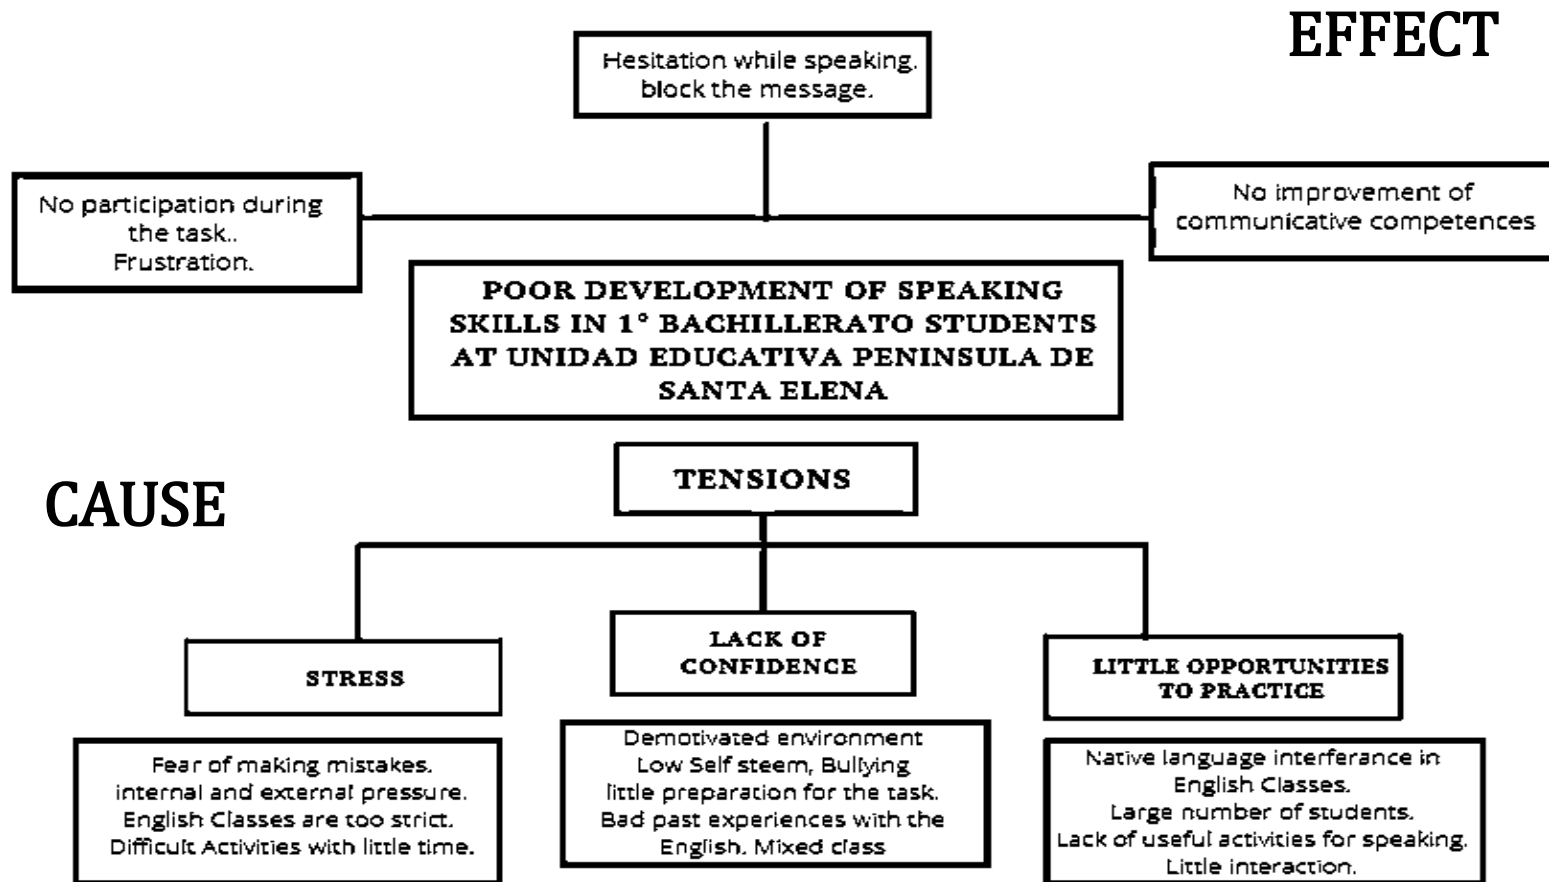 EFFECT
Hesitation while speaking.
block the message.
No participation during
the task..
Frustration.
No improvement of
communicative competences
POOR DEVELOPMENT OF SPEAKING
SKILLS IN 1° BACHILLERATO STUDENTS
AT UNIDAD EDUCATIVA PENINSULA DE
SANTA ELENA
CAUSE
TENSIONS
STRESS
Fear of making mistakes.
internal and external pressure.
English Classes are too strict.
Difficult Activities with little time.
LACK OF
CONFIDENCE
Demotivated environment
Low Self steem, Bullying
little preparation for the task.
Bad past experiences with the
English. Mixed class
LITTLE OPPORTUNITIES
TO PRACTICE
Native language interferance in
English Classes.
Large number of students.
Lack of useful activities for speaking.
Little interaction.